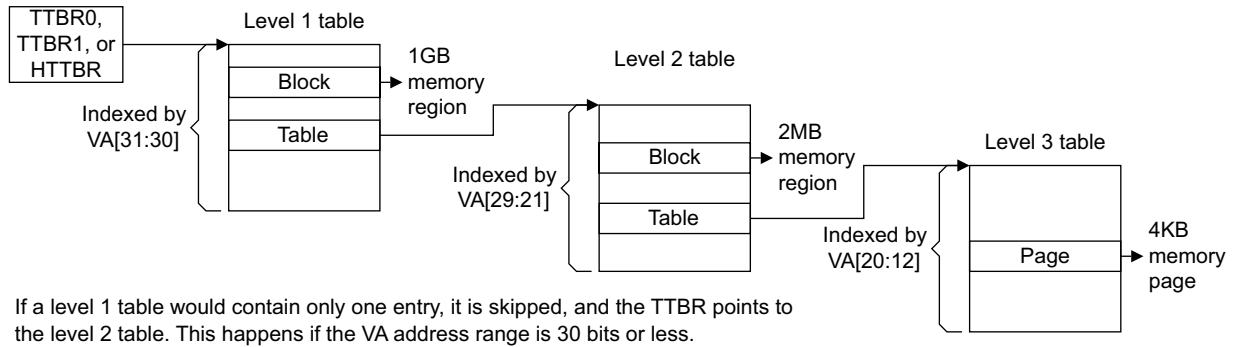 TTBR0,
TTBR1, or
HTTBR
Level 1 table
Block
Table
Indexed by
VA[31:30]
1GB
memory
region
Level 2 table
Block
Table
Indexed by
VA[29:21]
2MB
memory
region
Level 3 table
Page
Indexed by
VA[20:12]
4KB
memory
page
If a level 1 table would contain only one entry, it is skipped, and the TTBR points to
the level 2 table. This happens if the VA address range is 30 bits or less.